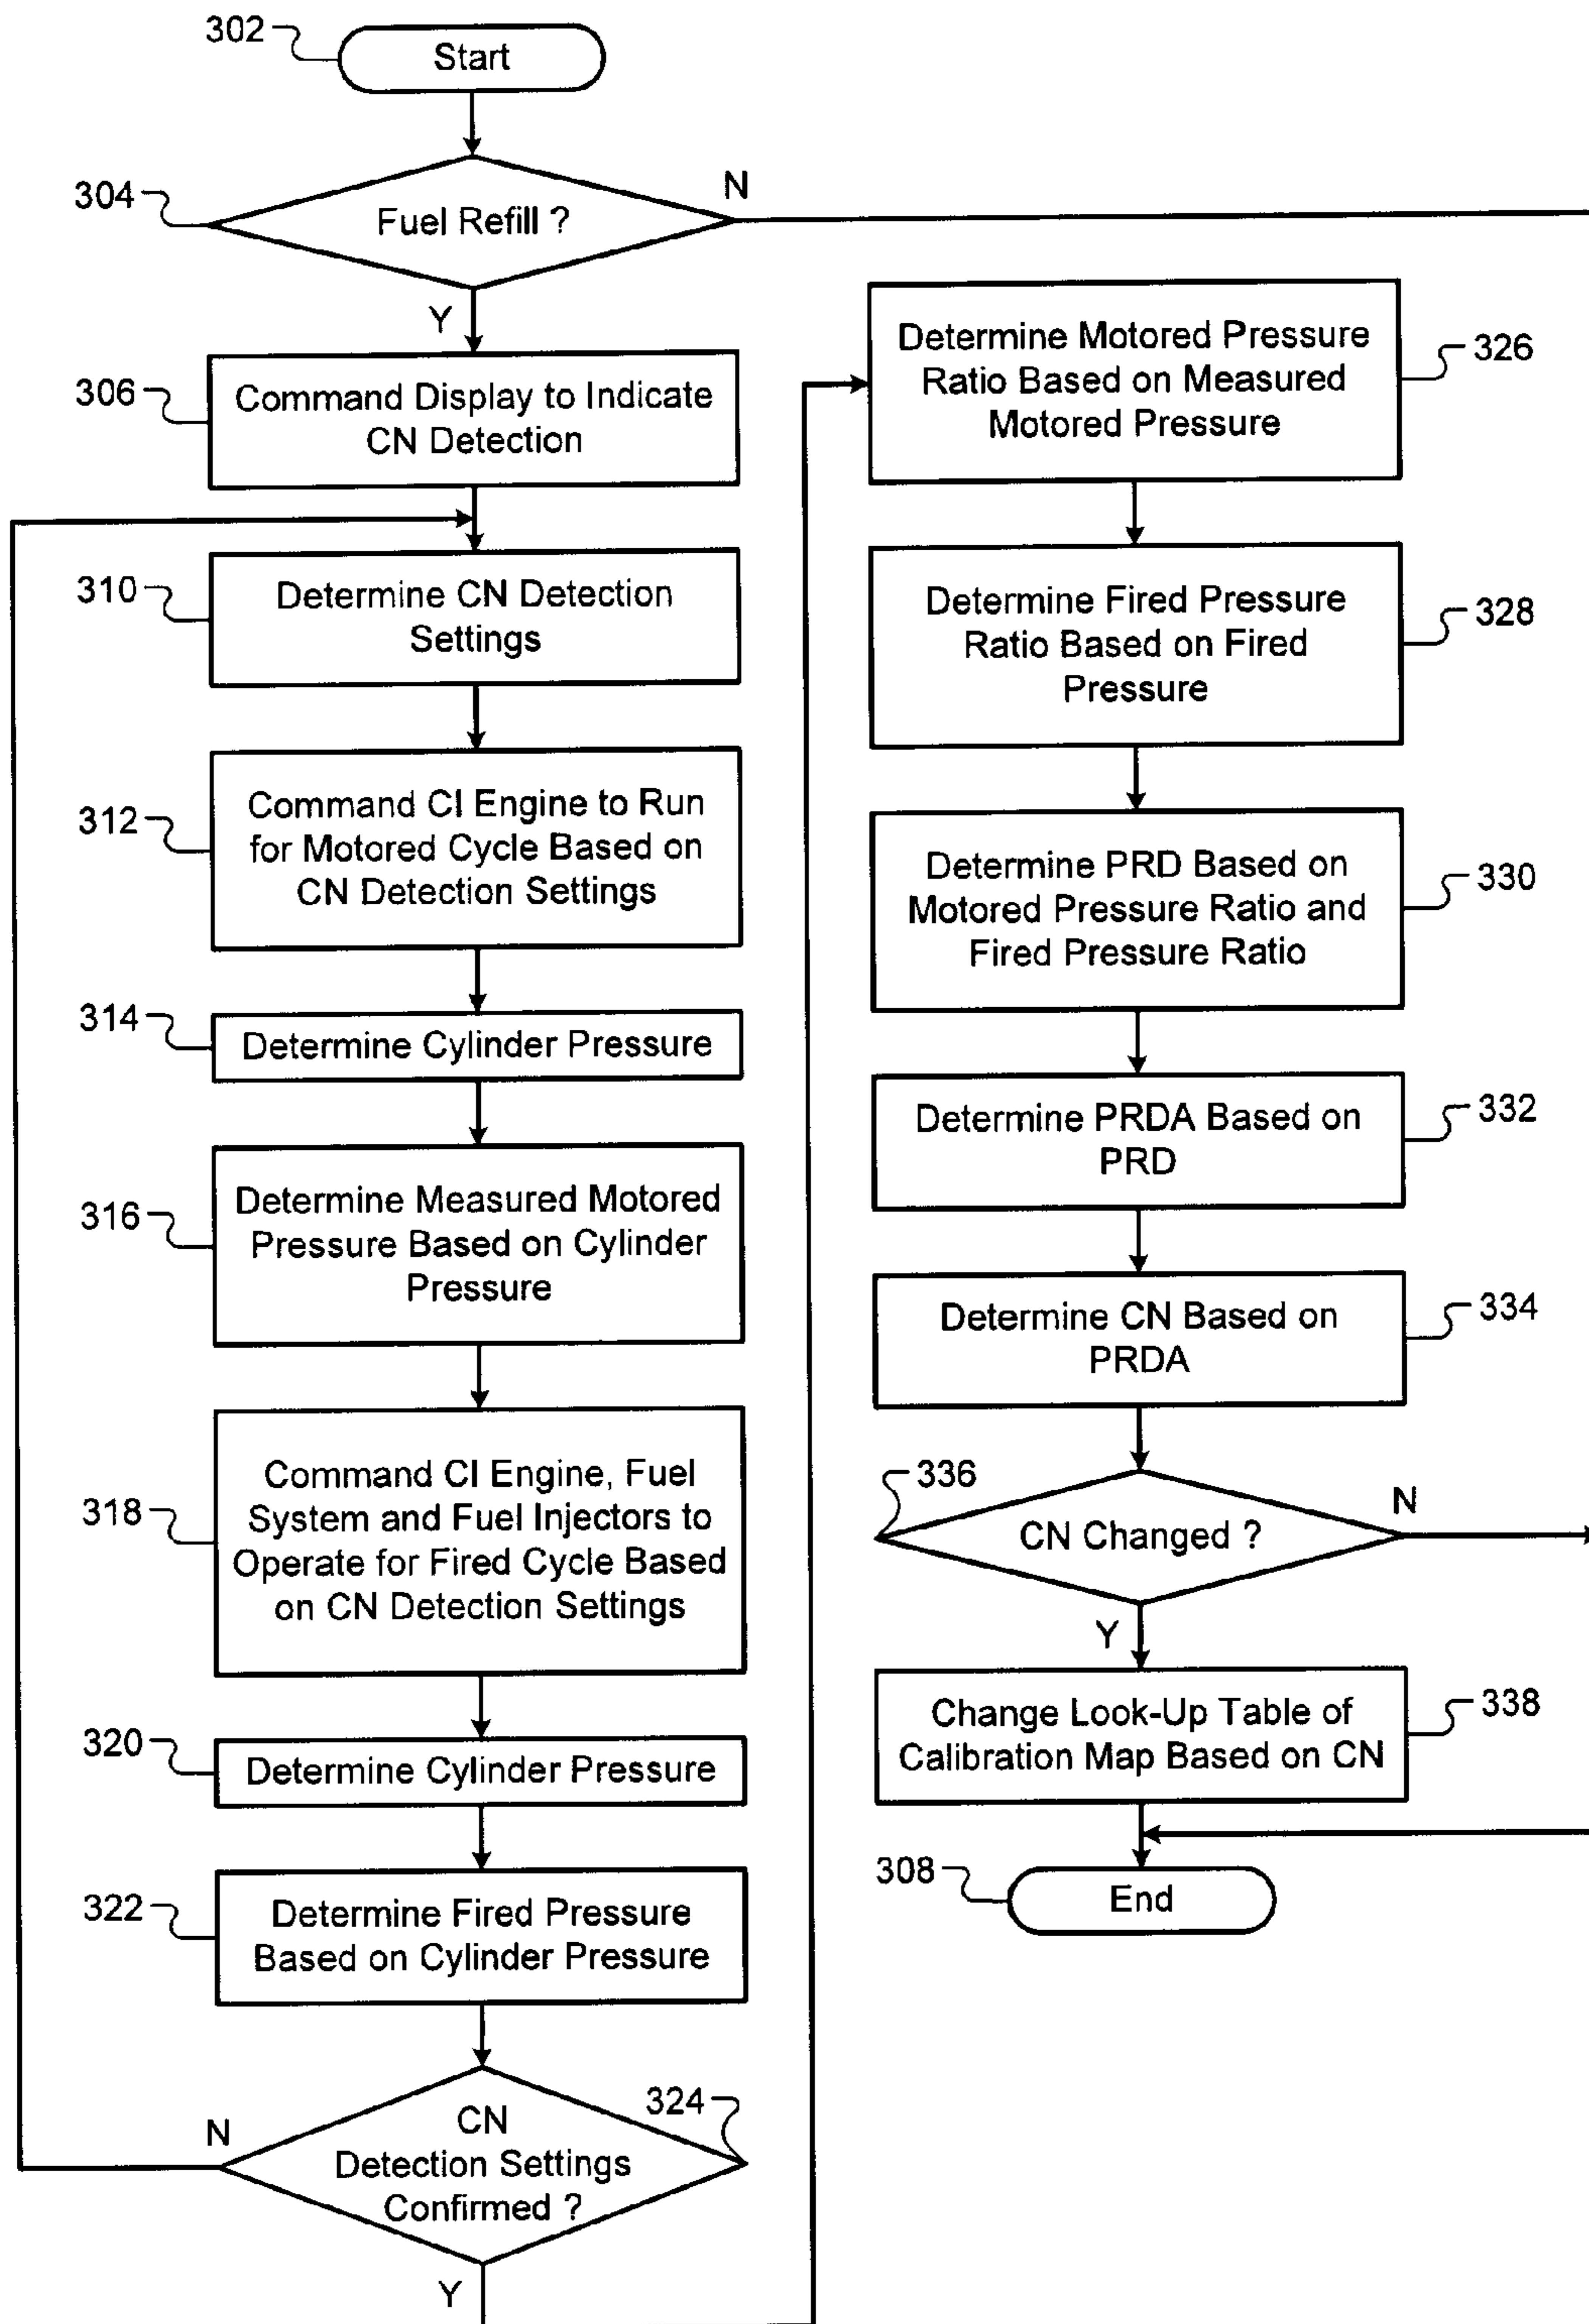 302
Start
304
Fuel Refill ?
N
Y
306
Command Display to Indicate
CN Detection
310
Determine CN Detection
Settings
312
Command CI Engine to Run
for Motored Cycle Based on
CN Detection Settings
314
Determine Cylinder Pressure
316
Determine Measured Motored
Pressure Based on Cylinder
Pressure
318
Command CI Engine, Fuel
System and Fuel Injectors to
Operate for Fired Cycle Based
on CN Detection Settings
320
Determine Cylinder Pressure
322
Determine Fired Pressure
Based on Cylinder Pressure
324
N
CN
Detection Settings
Confirmed ?
Y
Determine Motored Pressure
Ratio Based on Measured
Motored Pressure
326
Determine Fired Pressure
Ratio Based on Fired
Pressure
328
Determine PRD Based on
Motored Pressure Ratio and
Fired Pressure Ratio
330
Determine PRDA Based on
PRD
332
Determine CN Based on
PRDA
334
336
CN Changed ?
N
Y
Change Look-Up Table of
Calibration Map Based on CN
338
308
End